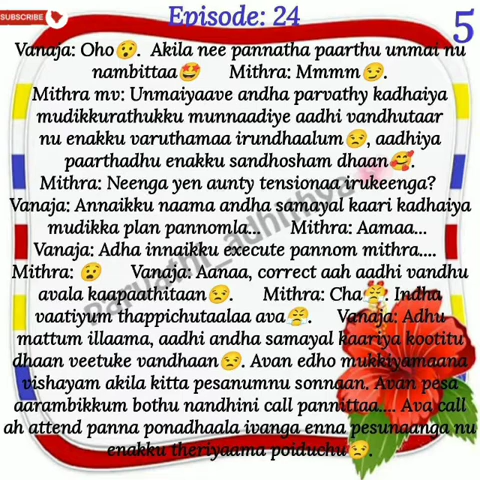 SUBSCRIBE
Episode: 24
5
Vanaja: Oho😯. Akila nee pannatha paarthu unmai nu
nambittaa🤩 Mithra: Mmmm😏.
Mithra mv: Unmaiyaave andha parvathy kadhaiya
mudikkurathukku munnaadiye aadhi vandhutaar
nu enakku varuthamaa irundhaalum😒, aadhiya
paarthadhu enakku sandhosham dhaan🥰.
Mithra: Neenga yen aunty tensionaa irukeenga?
Vanaja: Annaikku naama andha samayal kaari kadhaiya
mudikka plan pannomla... Mithra: Aamaa...
Vanaja: Adha innaikku execute pannom mithra....
Mithra: 😧 Vanaja: Aanaa, correct aah aadhi vandhu
avala kaapaathitaan😒. Mithra: Cha😤. Indha
vaatiyum thappichutaalaa ava😤. Vanaja: Adhu
mattum illaama, aadhi andha samayal kaariya kootitu
dhaan veetuke vandhaan😒. Avan edho mukkiyamaana
vishayam akila kitta pesanumnu sonnaan. Avan pesa
aarambikkum bothu nandhini call pannittaa.... Ava call
ah attend panna ponadhaala ivanga enna pesunaanga nu
enakku theriyaama poiduchu😒.